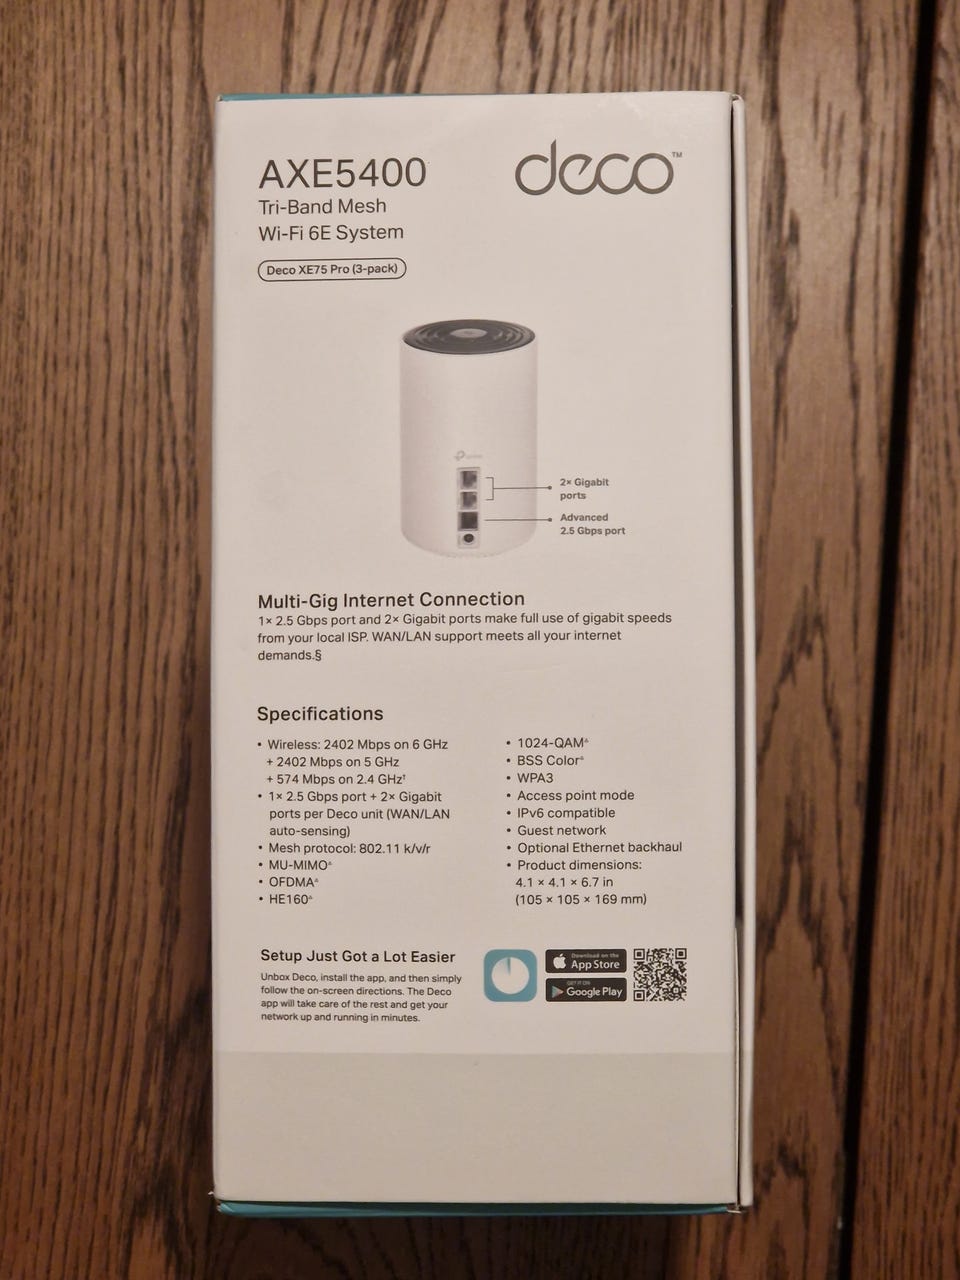 AXE5400
Tri-Band Mesh
Wi-Fi 6E System
Deco XE75 Pro (3-pack)
deco™
tp-link
2× Gigabit
ports
Advanced
2.5 Gbps port
Multi-Gig Internet Connection
1× 2.5 Gbps port and 2× Gigabit ports make full use of gigabit speeds
from your local ISP. WAN/LAN support meets all your internet
demands.§
Specifications
• Wireless: 2402 Mbps on 6 GHz
+ 2402 Mbps on 5 GHz
+ 574 Mbps on 2.4 GHz†
• 1× 2.5 Gbps port + 2× Gigabit
ports per Deco unit (WAN/LAN
auto-sensing)
• Mesh protocol: 802.11 k/v/r
• MU-MIMO△
• OFDMA△
• HE160△
• 1024-QAM△
• BSS Color△
• WPA3
• Access point mode
• IPv6 compatible
• Guest network
• Optional Ethernet backhaul
• Product dimensions:
4.1 × 4.1 × 6.7 in
(105 × 105 × 169 mm)
Setup Just Got a Lot Easier
Unbox Deco, install the app, and then simply
follow the on-screen directions. The Deco
app will take care of the rest and get your
network up and running in minutes.
Download on the
App Store
GET IT ON
Google Play